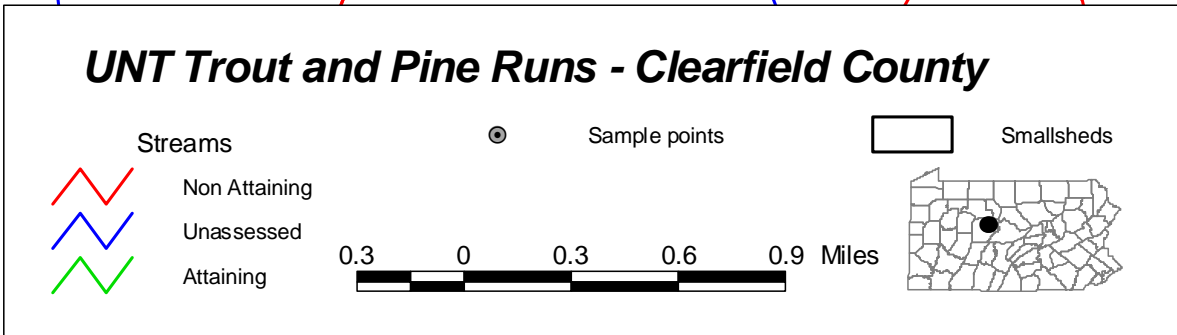 UNT Trout and Pine Runs - Clearfield County
Streams
Sample points
Smallsheds
Non Attaining
Unassessed
Attaining
0.3 0 0.3 0.6 0.9 Miles